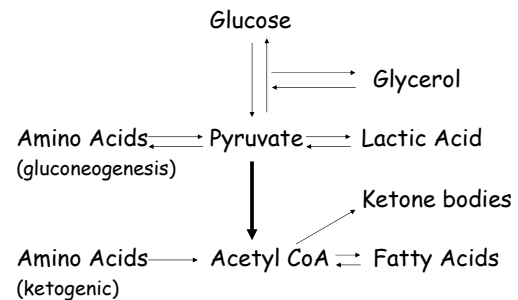 Glucose
Glycerol
Amino Acids Pyruvate Lactic Acid
(gluconeogenesis)
Ketone bodies
Amino Acids Acetyl CoA Fatty Acids
(ketogenic)